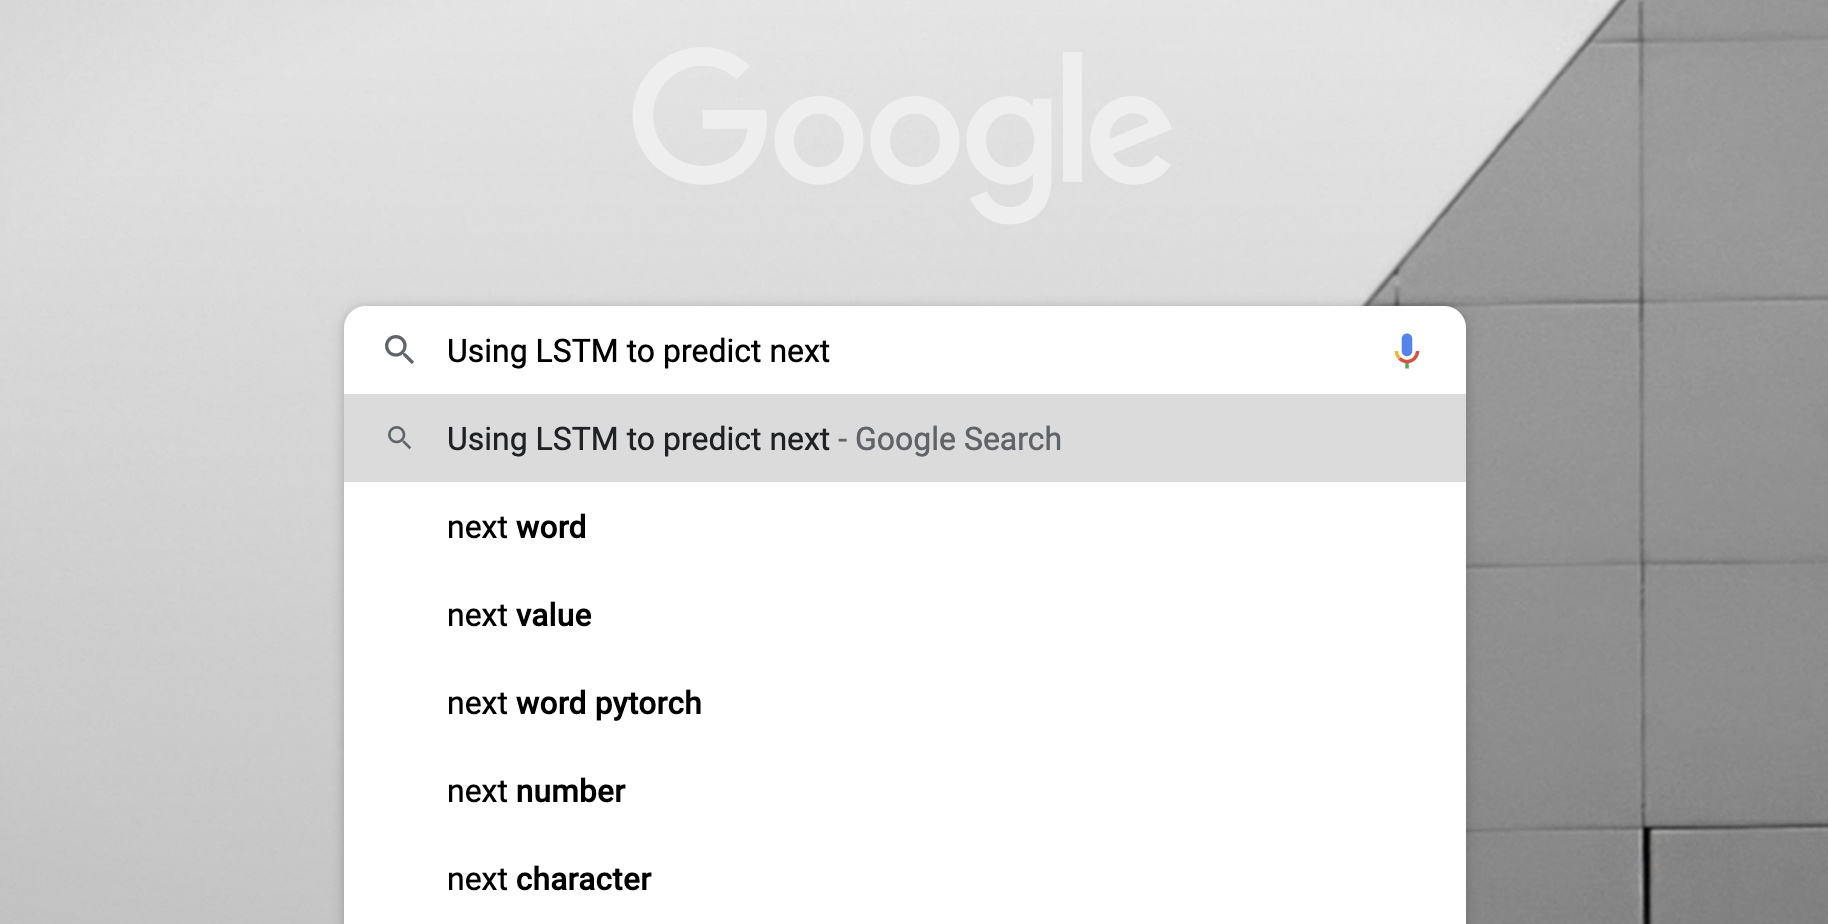 Google
Using LSTM to predict next
Using LSTM to predict next - Google Search
next word
next value
next word pytorch
next number
next character